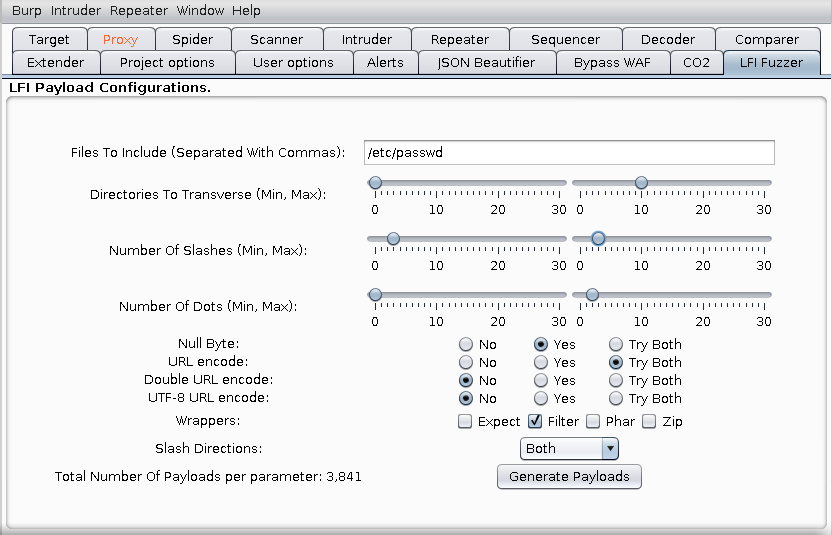 Burp Intruder Repeater Window Help
Target Proxy Spider Scanner Intruder Repeater Sequencer Decoder Comparer
Extender Project options User options Alerts JSON Beautifier Bypass WAF CO2 LFI Fuzzer
LFI Payload Configurations.
Files To Include (Separated With Commas): /etc/passwd
Directories To Transverse (Min, Max):
0 10 20 30 0 10 20 30
Number Of Slashes (Min, Max):
0 10 20 30 0 10 20 30
Number Of Dots (Min, Max):
0 10 20 30 0 10 20 30
Null Byte: No Yes Try Both
URL encode: No Yes Try Both
Double URL encode: No Yes Try Both
UTF-8 URL encode: No Yes Try Both
Wrappers: Expect Filter Phar Zip
Slash Directions: Both
Total Number Of Payloads per parameter: 3,841 Generate Payloads